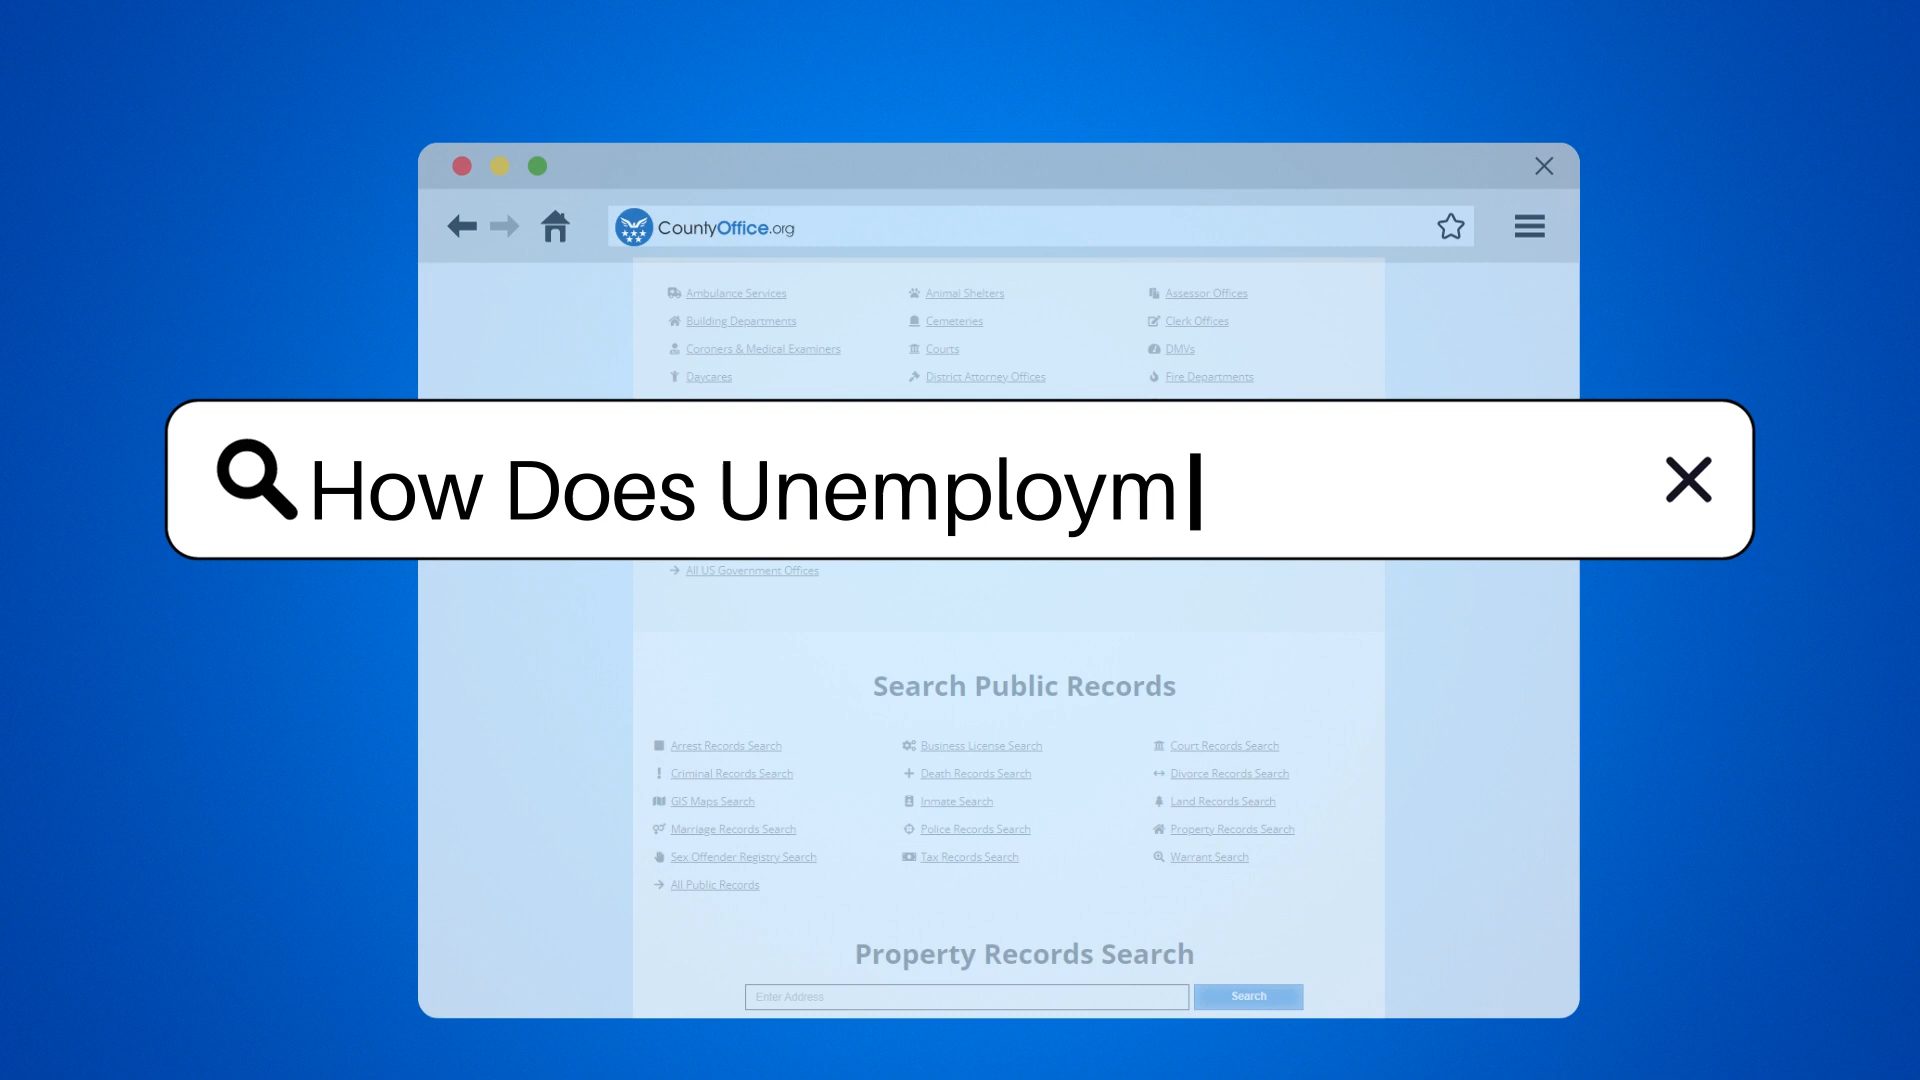 CountyOffice.org
Ambulance Services Animal Shelters Assessor Offices
Building Departments Cemeteries Clerk Offices
Coroners & Medical Examiners Courts DMVs
Daycares District Attorney Offices Fire Departments
How Does Unemploym
All US Government Offices
Search Public Records
Arrest Records Search Business License Search Court Records Search
Criminal Records Search Death Records Search Divorce Records Search
GIS Maps Search Inmate Search Land Records Search
Marriage Records Search Police Records Search Property Records Search
Sex Offender Registry Search Tax Records Search Warrant Search
All Public Records
Property Records Search
Enter Address Search